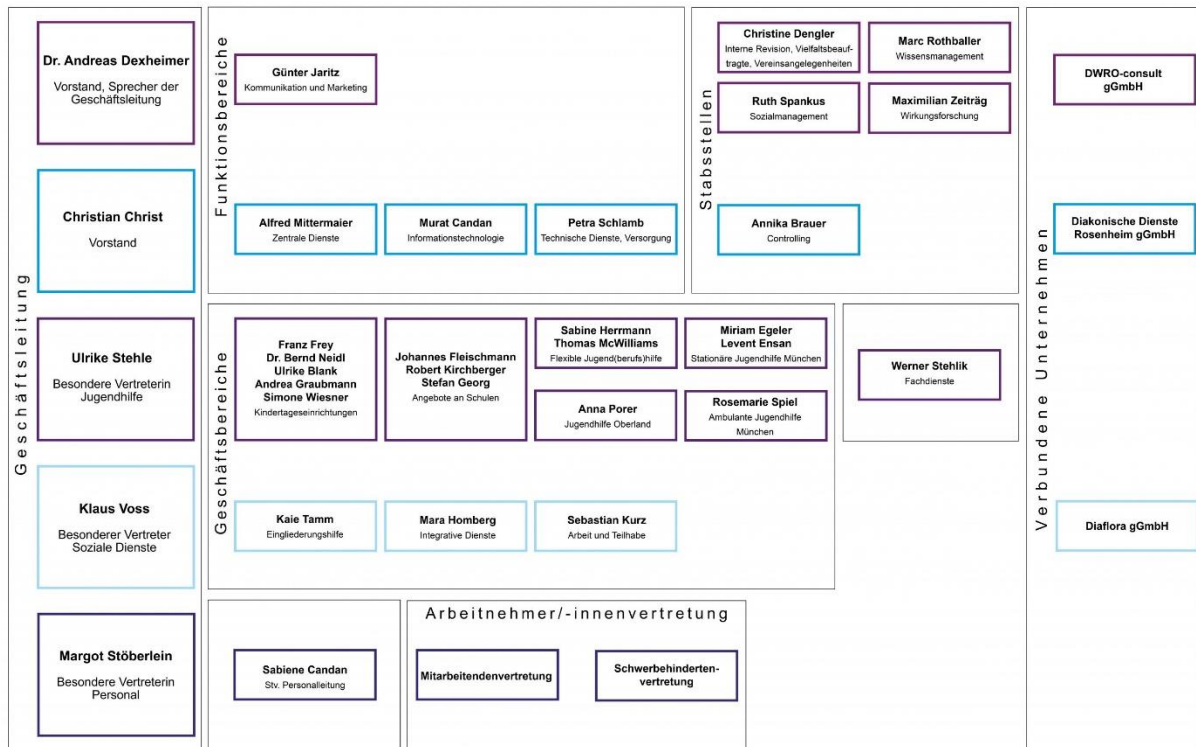 Geschäftsleitung
Dr. Andreas Dexheimer
Vorstand, Sprecher der
Geschäftsleitung
Christian Christ
Vorstand
Ulrike Stehle
Besondere Vertreterin
Jugendhilfe
Klaus Voss
Besonderer Vertreter
Soziale Dienste
Margot Stöberlein
Besondere Vertreterin
Personal
Funktionsbereiche
Günter Jaritz
Kommunikation und Marketing
Alfred Mittermaier
Zentrale Dienste
Murat Candan
Informationstechnologie
Petra Schlamb
Technische Dienste, Versorgung
Stabsstellen
Christine Dengler
Interne Revision, Vielfaltsbeauf-
tragte, Vereinsangelegenheiten
Marc Rothballer
Wissensmanagement
Ruth Spankus
Sozialmanagement
Maximilian Zeiträg
Wirkungsforschung
Annika Brauer
Controlling
Geschäftsbereiche
Franz Frey
Dr. Bernd Neidl
Ulrike Blank
Andrea Graubmann
Simone Wiesner
Kindertageseinrichtungen
Johannes Fleischmann
Robert Kirchberger
Stefan Georg
Angebote an Schulen
Sabine Herrmann
Thomas McWilliams
Flexible Jugend(berufs)hilfe
Miriam Egeler
Levent Ensan
Stationäre Jugendhilfe München
Anna Porer
Jugendhilfe Oberland
Rosemarie Spiel
Ambulante Jugendhilfe
München
Kaie Tamm
Eingliederungshilfe
Mara Homberg
Integrative Dienste
Sebastian Kurz
Arbeit und Teilhabe
Werner Stehlik
Fachdienste
Sabiene Candan
Stv. Personalleitung
Arbeitnehmer/-innenvertretung
Mitarbeitendenvertretung
Schwerbehinderten-
vertretung
Verbundene Unternehmen
DWRO-consult
gGmbH
Diakonische Dienste
Rosenheim gGmbH
Diaflora gGmbH